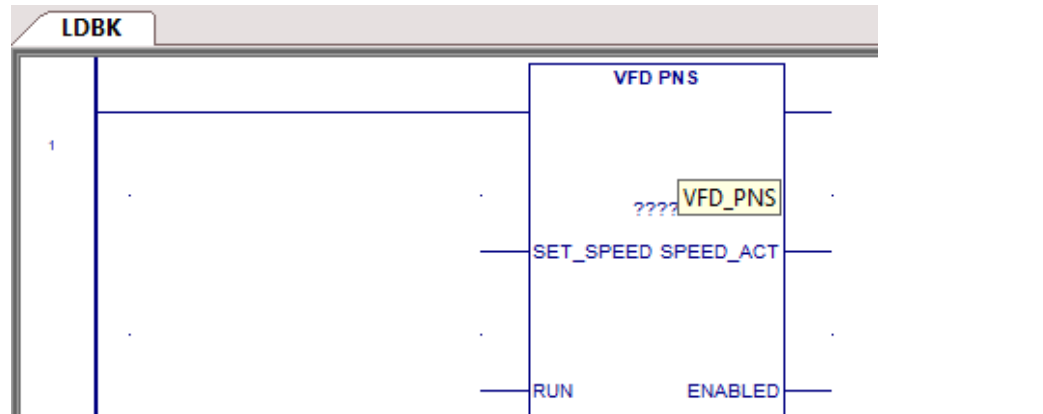 LDBK
VFD PNS
1
???? VFD_PNS
SET_SPEED SPEED_ACT
RUN ENABLED